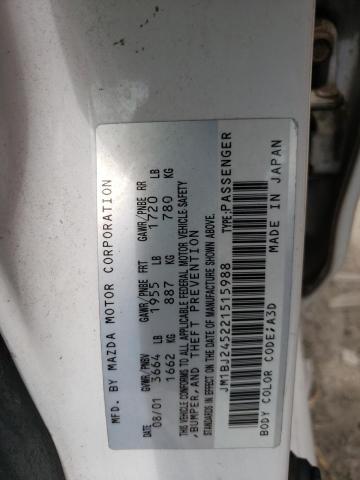 MFD. BY MAZDA MOTOR CORPORATION
DATE GVWR/PNBV GAWR/PNBE FRT GAWR/PNBE RR
08/01 3664 LB 1955 LB 1720 LB
1662 KG 887 KG 780 KG
THIS VEHICLE CONFORMS TO ALL APPLICABLE FEDERAL MOTOR VEHICLE SAFETY
,BUMPER,AND THEFT PREVENTION
STANDARDS IN EFFECT ON THE DATE OF MANUFACTURE SHOWN ABOVE.
JM1BJ245221515988 TYPE:PASSENGER
BODY COLOR CODE:A3D MADE IN JAPAN